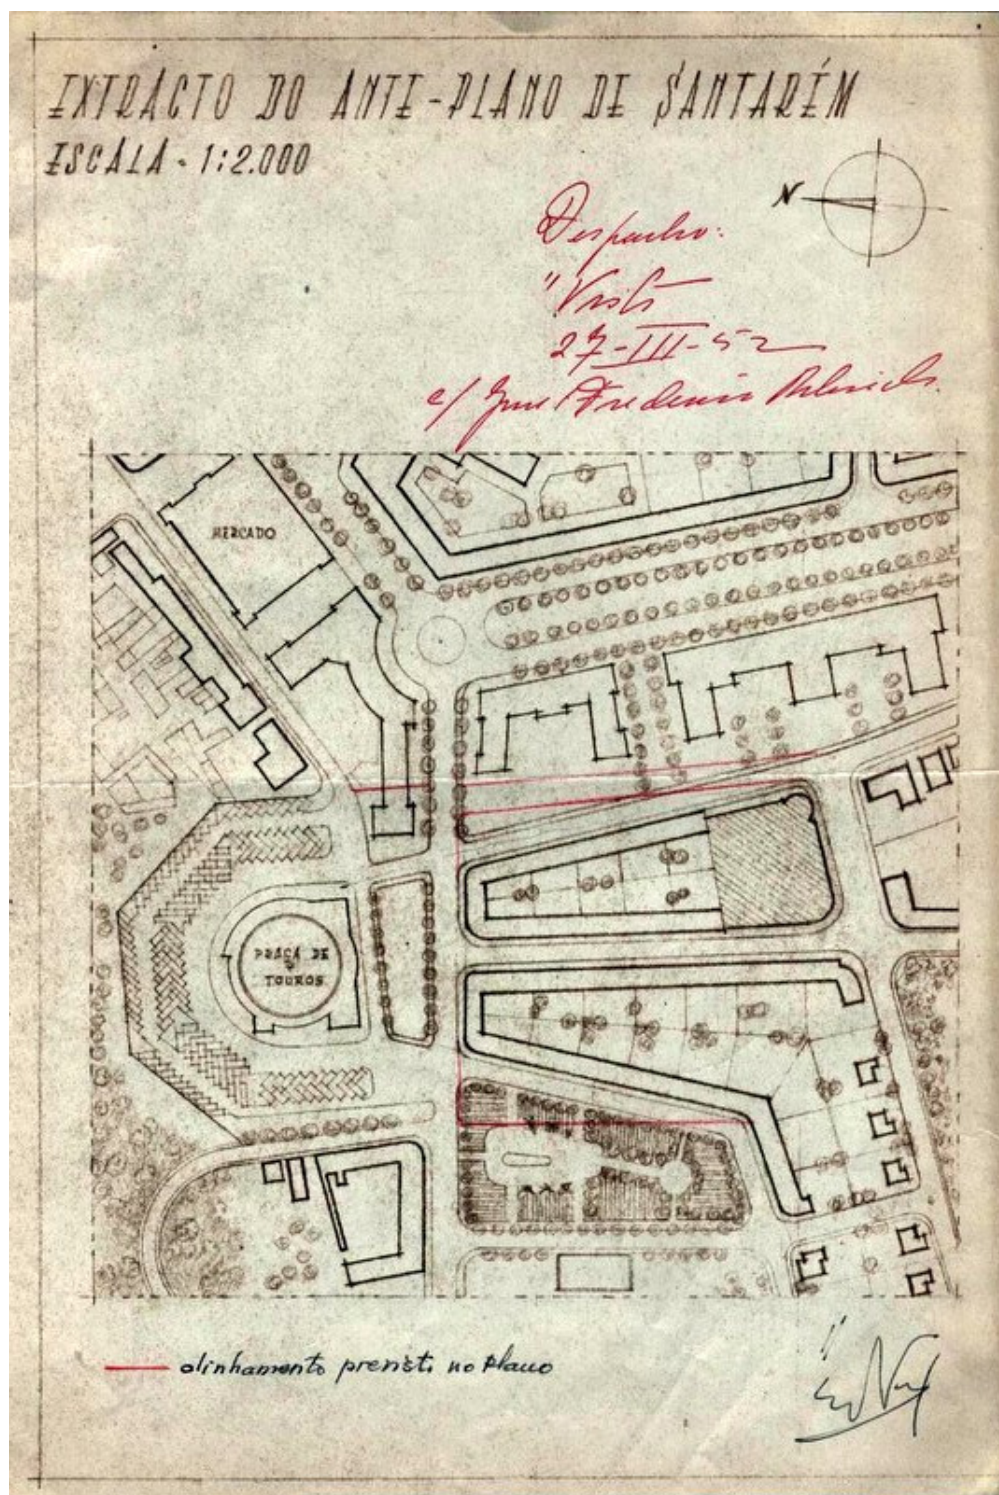 EXTRACTO DO ANTE-PLANO DE SANTARÉM
ESCALA - 1:2.000
N
Despacho:
"Visto
27-III-52
a)
MERCADO
PRAÇA DE
TOUROS
alinhamento previsto no plano